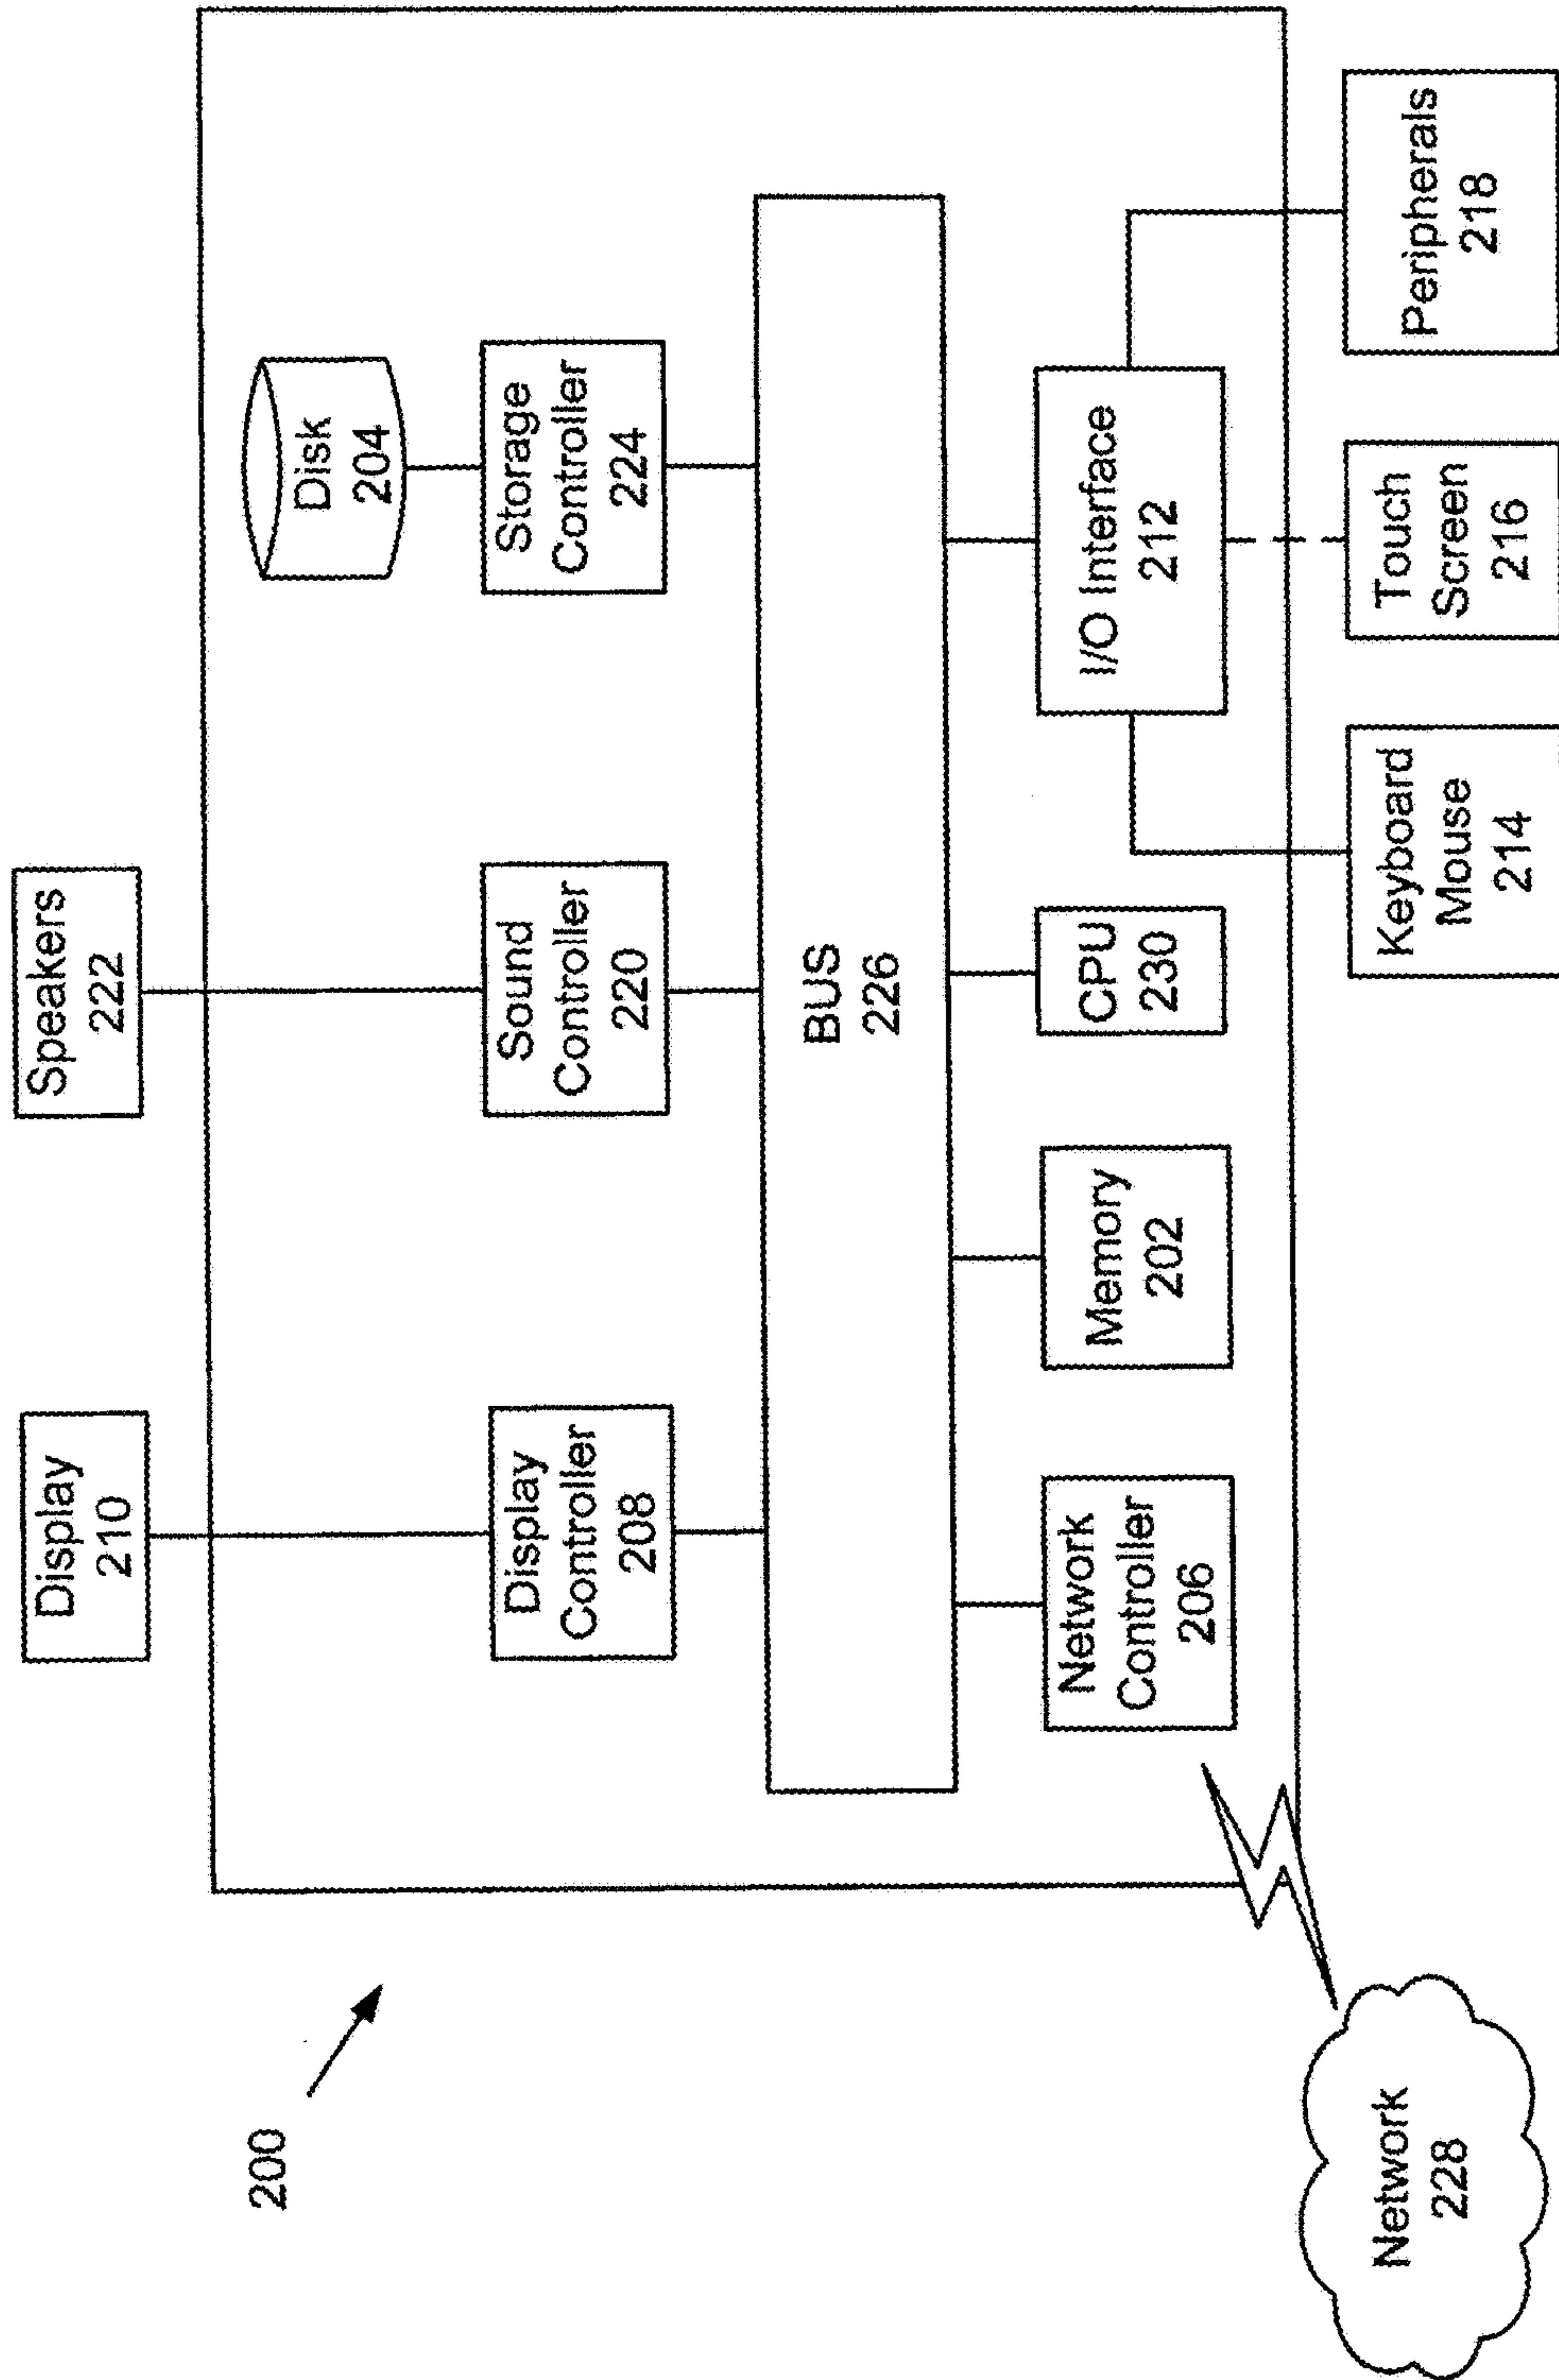 Display
210
Speakers
222
Disk
204
Display
Controller
208
Sound
Controller
220
Storage
Controller
224
BUS
226
Network
Controller
206
Memory
202
CPU
230
I/O Interface
212
Keyboard
Mouse
214
Touch
Screen
216
Peripherals
218
200
Network
228